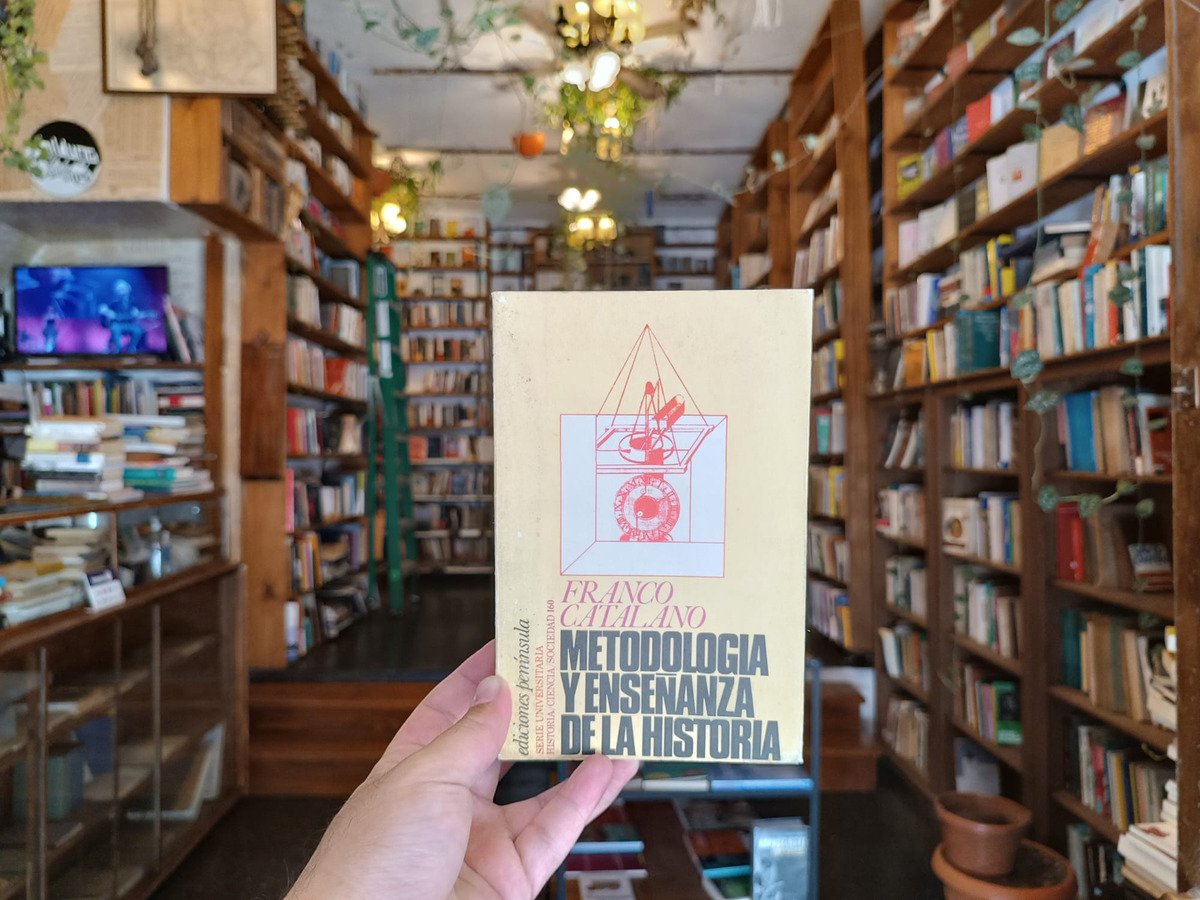 FRANCO
CATALANO
METODOLOGIA
Y ENSEÑANZA
DE LA HISTORIA
ediciones península
SERIE UNIVERSITARIA
HISTORIA/CIENCIA/SOCIEDAD 160